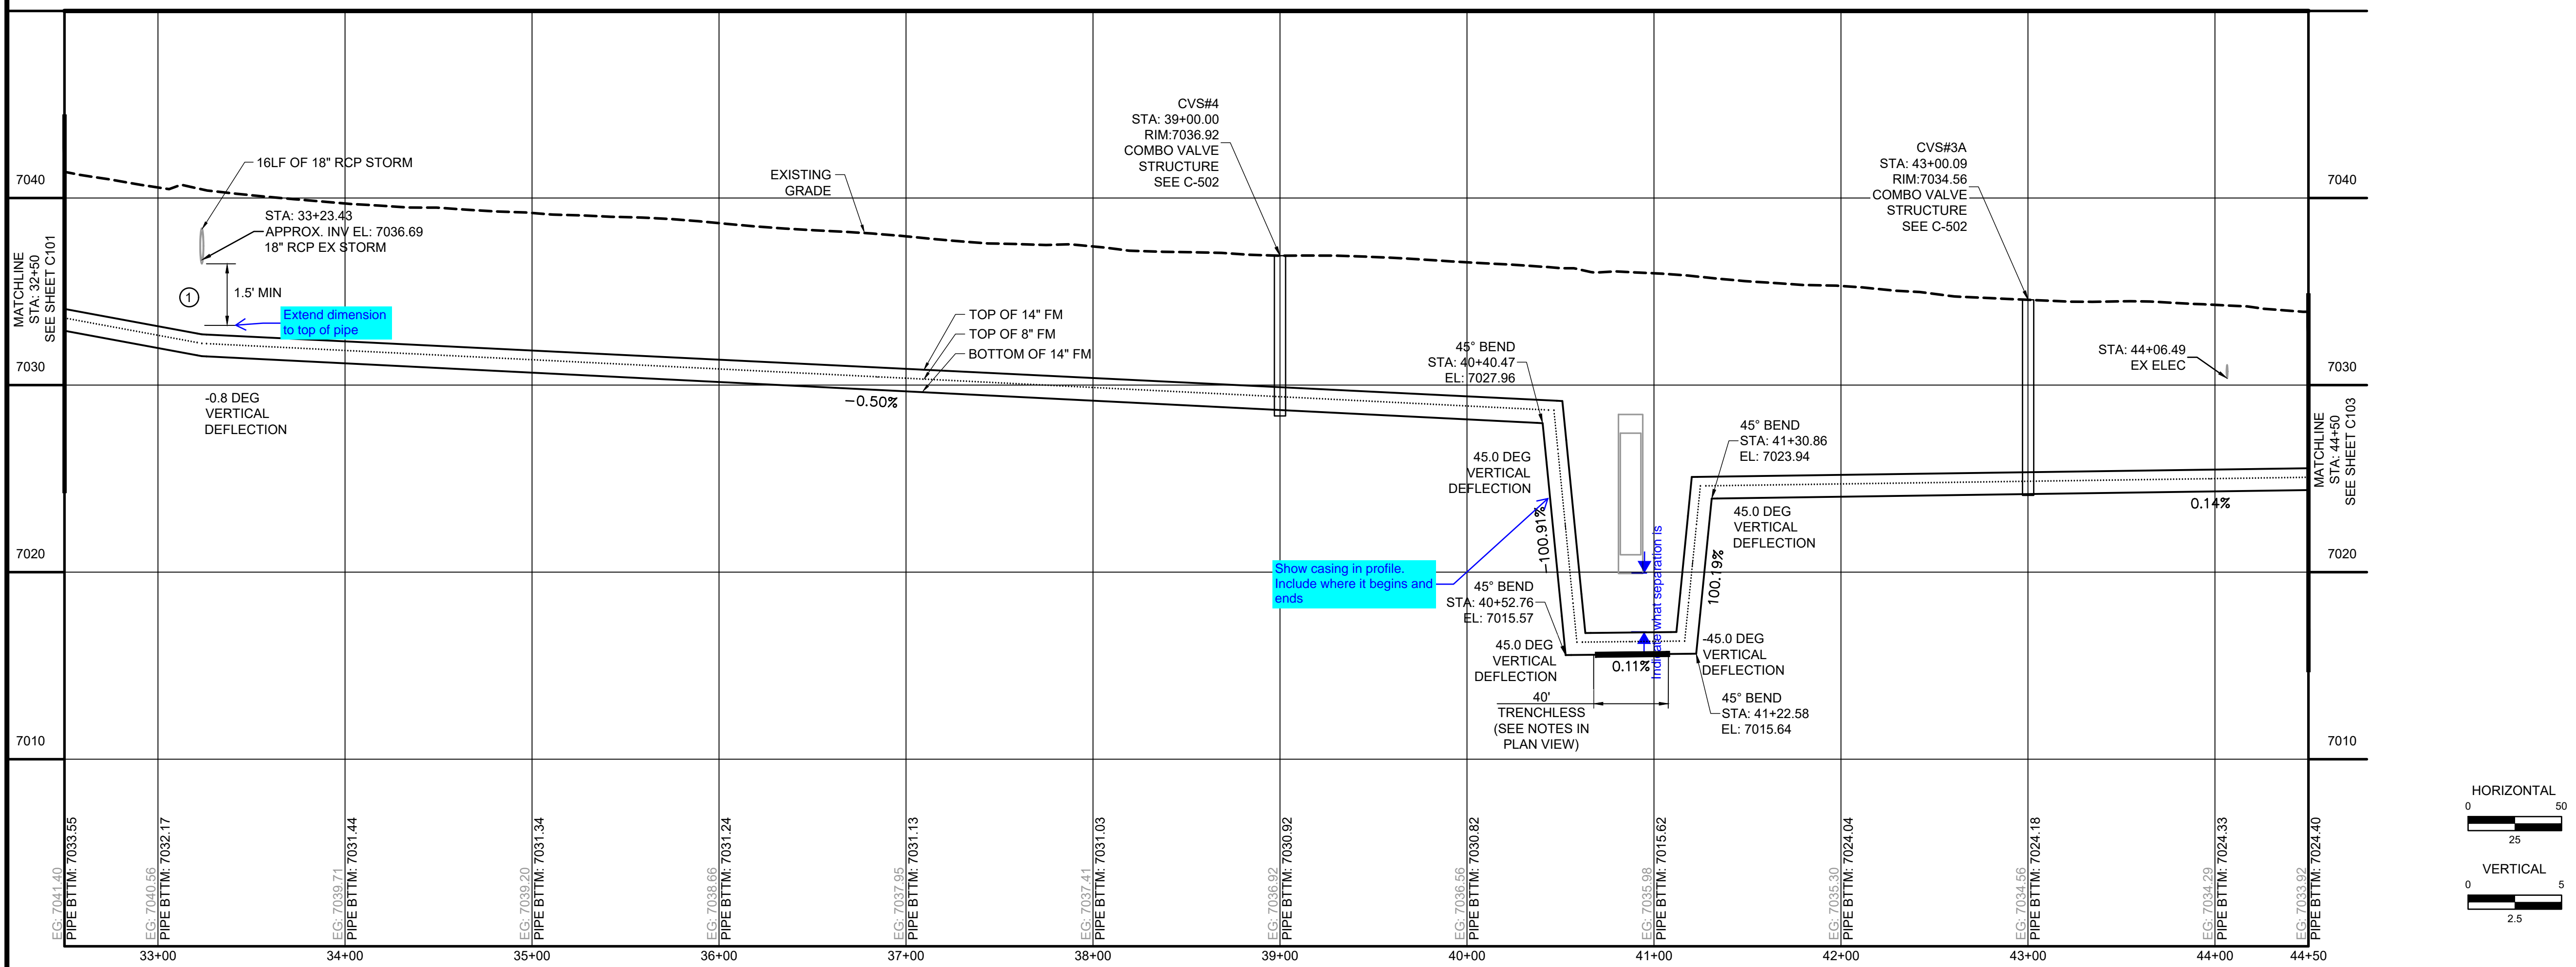 CVS#4
STA: 39+00.00
RIM:7036.92
COMBO VALVE
STRUCTURE
SEE C-502
CVS#3A
STA: 43+00.09
RIM:7034.56
COMBO VALVE
STRUCTURE
SEE C-502
16LF OF 18" RCP STORM
EXISTING
GRADE
7040
7040
STA: 33+23.43
APPROX. INV EL: 7036.69
18" RCP EX STORM
MATCHLINE
STA: 32+50
SEE SHEET C101
1
1.5' MIN
Extend dimension
to top of pipe
TOP OF 14" FM
TOP OF 8" FM
BOTTOM OF 14" FM
45° BEND
STA: 40+40.47
EL: 7027.96
STA: 44+06.49
EX ELEC
7030
7030
-0.8 DEG
VERTICAL
DEFLECTION
−0.50%
45° BEND
STA: 41+30.86
EL: 7023.94
MATCHLINE
STA: 44+50
SEE SHEET C103
45.0 DEG
VERTICAL
DEFLECTION
−100.91%
45.0 DEG
VERTICAL
DEFLECTION
0.14%
7020
7020
Show casing in profile.
Include where it begins and
ends
Indicate what separation is
100.19%
45° BEND
STA: 40+52.76
EL: 7015.57
45.0 DEG
VERTICAL
DEFLECTION
0.11%
-45.0 DEG
VERTICAL
DEFLECTION
40'
TRENCHLESS
(SEE NOTES IN
PLAN VIEW)
45° BEND
STA: 41+22.58
EL: 7015.64
7010
7010
HORIZONTAL
0 50
25
VERTICAL
0 5
2.5
EG: 7041.40
PIPE BTTM: 7033.55
EG: 7040.56
PIPE BTTM: 7032.17
EG: 7039.71
PIPE BTTM: 7031.44
EG: 7039.20
PIPE BTTM: 7031.34
EG: 7038.66
PIPE BTTM: 7031.24
EG: 7037.95
PIPE BTTM: 7031.13
EG: 7037.41
PIPE BTTM: 7031.03
EG: 7036.92
PIPE BTTM: 7030.92
EG: 7036.56
PIPE BTTM: 7030.82
EG: 7035.98
PIPE BTTM: 7015.62
EG: 7035.30
PIPE BTTM: 7024.04
EG: 7034.56
PIPE BTTM: 7024.18
EG: 7034.29
PIPE BTTM: 7024.33
EG: 7033.92
PIPE BTTM: 7024.40
33+00 34+00 35+00 36+00 37+00 38+00 39+00 40+00 41+00 42+00 43+00 44+00 44+50